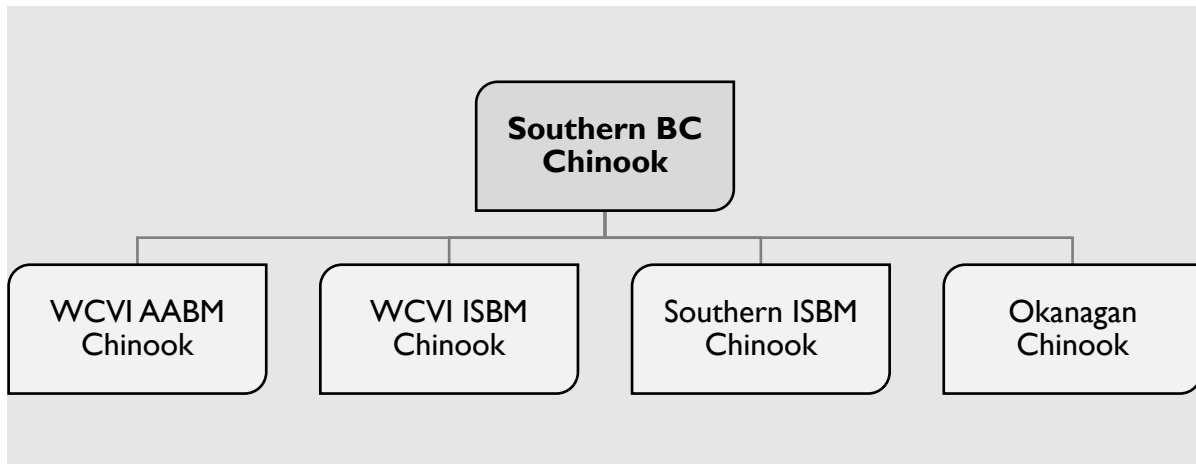 Southern BC
Chinook
WCVI AABM
Chinook
WCVI ISBM
Chinook
Southern ISBM
Chinook
Okanagan
Chinook